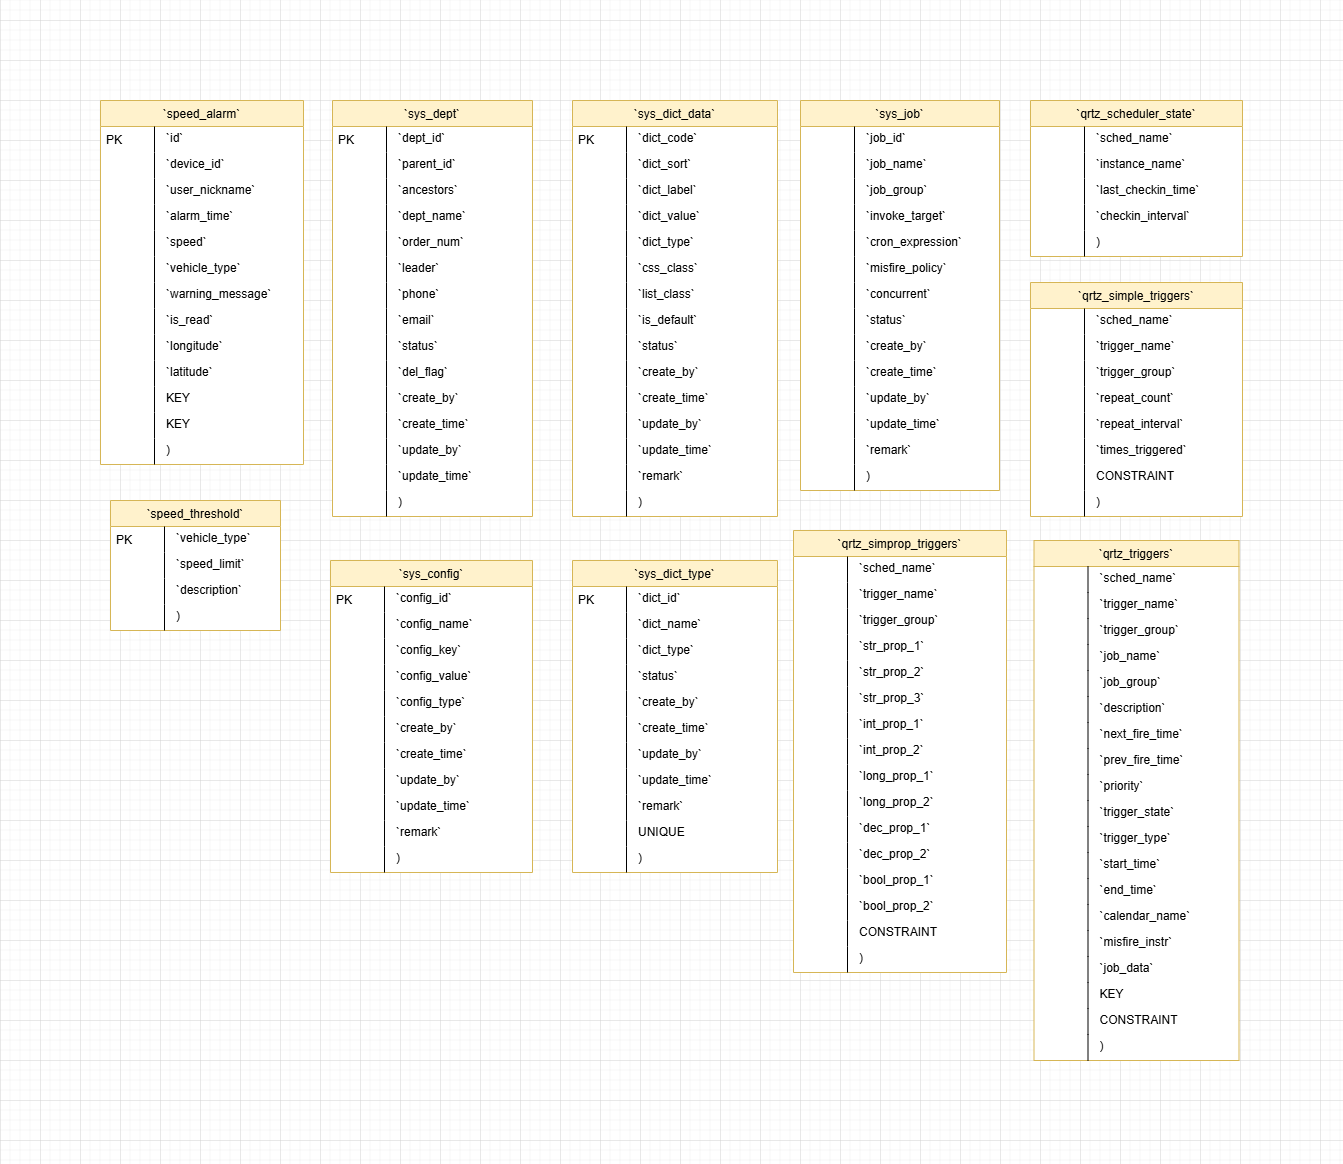 `speed_alarm`
PK
`id`
`device_id`
`user_nickname`
`alarm_time`
`speed`
`vehicle_type`
`warning_message`
`is_read`
`longitude`
`latitude`
KEY
KEY
)
`speed_threshold`
PK
`vehicle_type`
`speed_limit`
`description`
)
`sys_dept`
PK
`dept_id`
`parent_id`
`ancestors`
`dept_name`
`order_num`
`leader`
`phone`
`email`
`status`
`del_flag`
`create_by`
`create_time`
`update_by`
`update_time`
)
`sys_config`
PK
`config_id`
`config_name`
`config_key`
`config_value`
`config_type`
`create_by`
`create_time`
`update_by`
`update_time`
`remark`
)
`sys_dict_data`
PK
`dict_code`
`dict_sort`
`dict_label`
`dict_value`
`dict_type`
`css_class`
`list_class`
`is_default`
`status`
`create_by`
`create_time`
`update_by`
`update_time`
`remark`
)
`sys_dict_type`
PK
`dict_id`
`dict_name`
`dict_type`
`status`
`create_by`
`create_time`
`update_by`
`update_time`
`remark`
UNIQUE
)
`sys_job`
`job_id`
`job_name`
`job_group`
`invoke_target`
`cron_expression`
`misfire_policy`
`concurrent`
`status`
`create_by`
`create_time`
`update_by`
`update_time`
`remark`
)
`qrtz_simprop_triggers`
`sched_name`
`trigger_name`
`trigger_group`
`str_prop_1`
`str_prop_2`
`str_prop_3`
`int_prop_1`
`int_prop_2`
`long_prop_1`
`long_prop_2`
`dec_prop_1`
`dec_prop_2`
`bool_prop_1`
`bool_prop_2`
CONSTRAINT
)
`qrtz_scheduler_state`
`sched_name`
`instance_name`
`last_checkin_time`
`checkin_interval`
)
`qrtz_simple_triggers`
`sched_name`
`trigger_name`
`trigger_group`
`repeat_count`
`repeat_interval`
`times_triggered`
CONSTRAINT
)
`qrtz_triggers`
`sched_name`
`trigger_name`
`trigger_group`
`job_name`
`job_group`
`description`
`next_fire_time`
`prev_fire_time`
`priority`
`trigger_state`
`trigger_type`
`start_time`
`end_time`
`calendar_name`
`misfire_instr`
`job_data`
KEY
CONSTRAINT
)